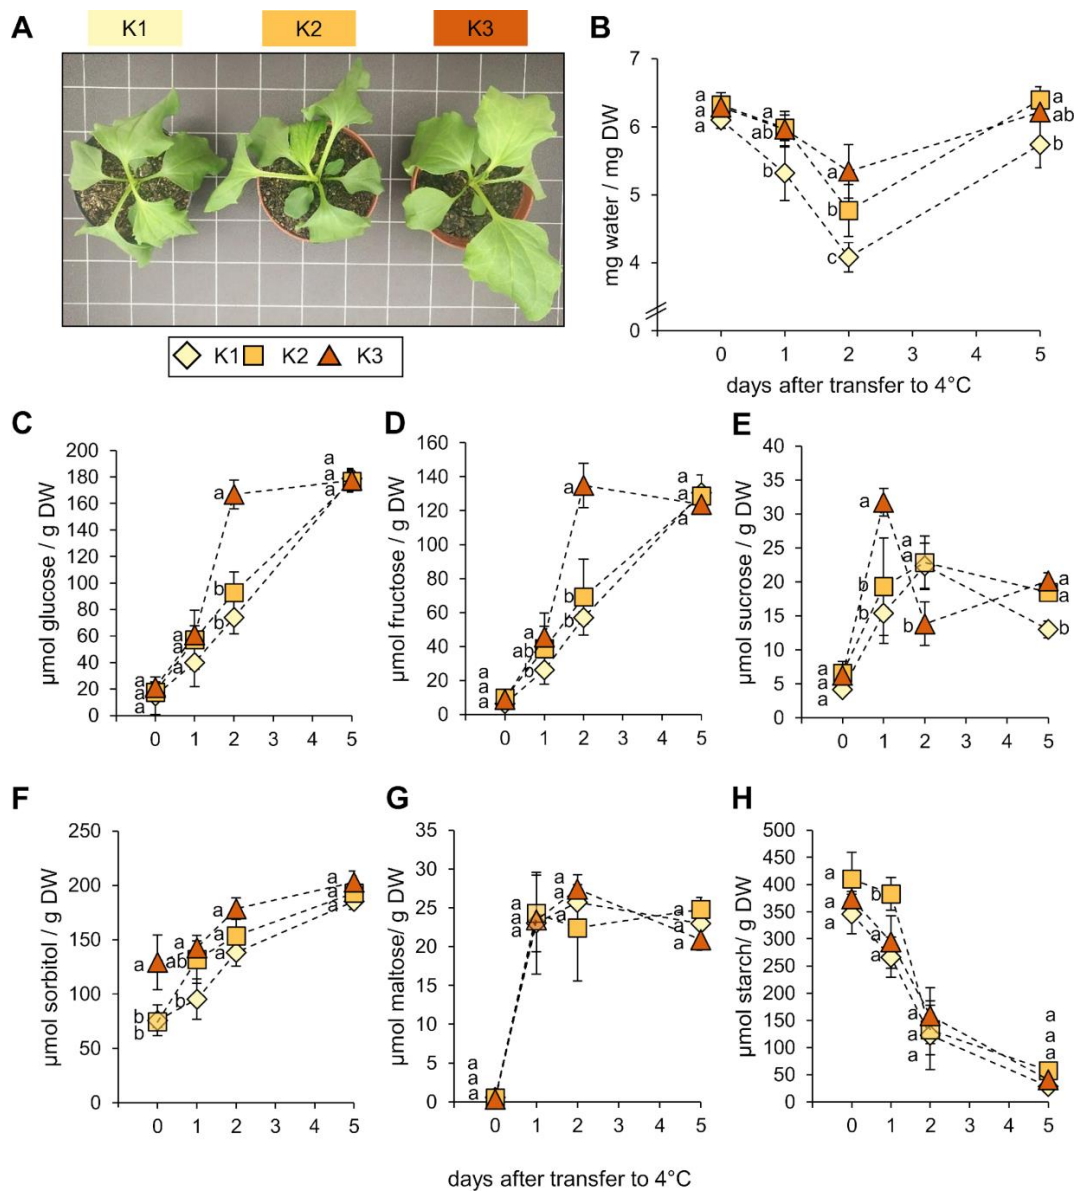 A
K1
K2
K3
K1 K2 K3
B
mg water / mg DW
7
6
5
4
0
a
a
a
a
ab
b
a
b
c
a
ab
b
0 1 2 3 4 5
days after transfer to 4°C
C
µmol glucose / g DW
200
180
160
140
120
100
80
60
40
20
0
a
a
a
a
a
a
a
b
b
a
a
a
0 1 2 3 4 5
D
µmol fructose / g DW
160
140
120
100
80
60
40
20
0
a
a
a
a
ab
b
a
b
b
a
a
a
0 1 2 3 4 5
E
µmol sucrose / g DW
40
35
30
25
20
15
10
5
0
a
a
a
a
b
b
a
a
b
a
a
b
0 1 2 3 4 5
F
µmol sorbitol / g DW
250
200
150
100
50
0
a
b
b
a
ab
b
a
a
a
a
a
a
0 1 2 3 4 5
G
µmol maltose/ g DW
35
30
25
20
15
10
5
0
a
a
a
a
a
a
a
a
a
a
a
a
0 1 2 3 4 5
H
µmol starch/ g DW
500
450
400
350
300
250
200
150
100
50
0
a
a
a
b
a
a
a
a
a
a
a
a
0 1 2 3 4 5
days after transfer to 4°C